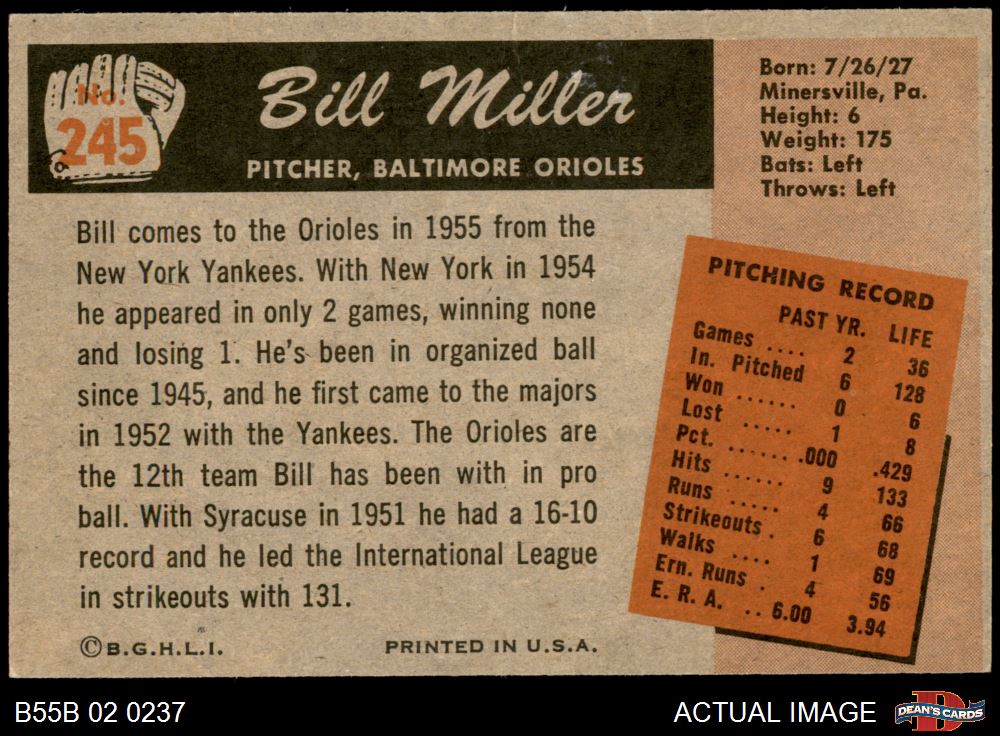 No.
245
Bill Miller
PITCHER, BALTIMORE ORIOLES
Born: 7/26/27
Minersville, Pa.
Height: 6
Weight: 175
Bats: Left
Throws: Left
Bill comes to the Orioles in 1955 from the
New York Yankees. With New York in 1954
he appeared in only 2 games, winning none
and losing 1. He's been in organized ball
since 1945, and he first came to the majors
in 1952 with the Yankees. The Orioles are
the 12th team Bill has been with in pro
ball. With Syracuse in 1951 he had a 16-10
record and he led the International League
in strikeouts with 131.
PITCHING RECORD
PAST YR. LIFE
Games .... 2 36
In. Pitched 6 128
Won ...... 0 6
Lost ..... 1 8
Pct. ....... .000 .429
Hits ...... 9 133
Runs ..... 4 66
Strikeouts . 6 68
Walks .... 1 69
Ern. Runs . 4 56
E. R. A. .. 6.00 3.94
©B.G.H.L.I. PRINTED IN U.S.A.
B55B 02 0237 ACTUAL IMAGE
D
DEAN'S CARDS